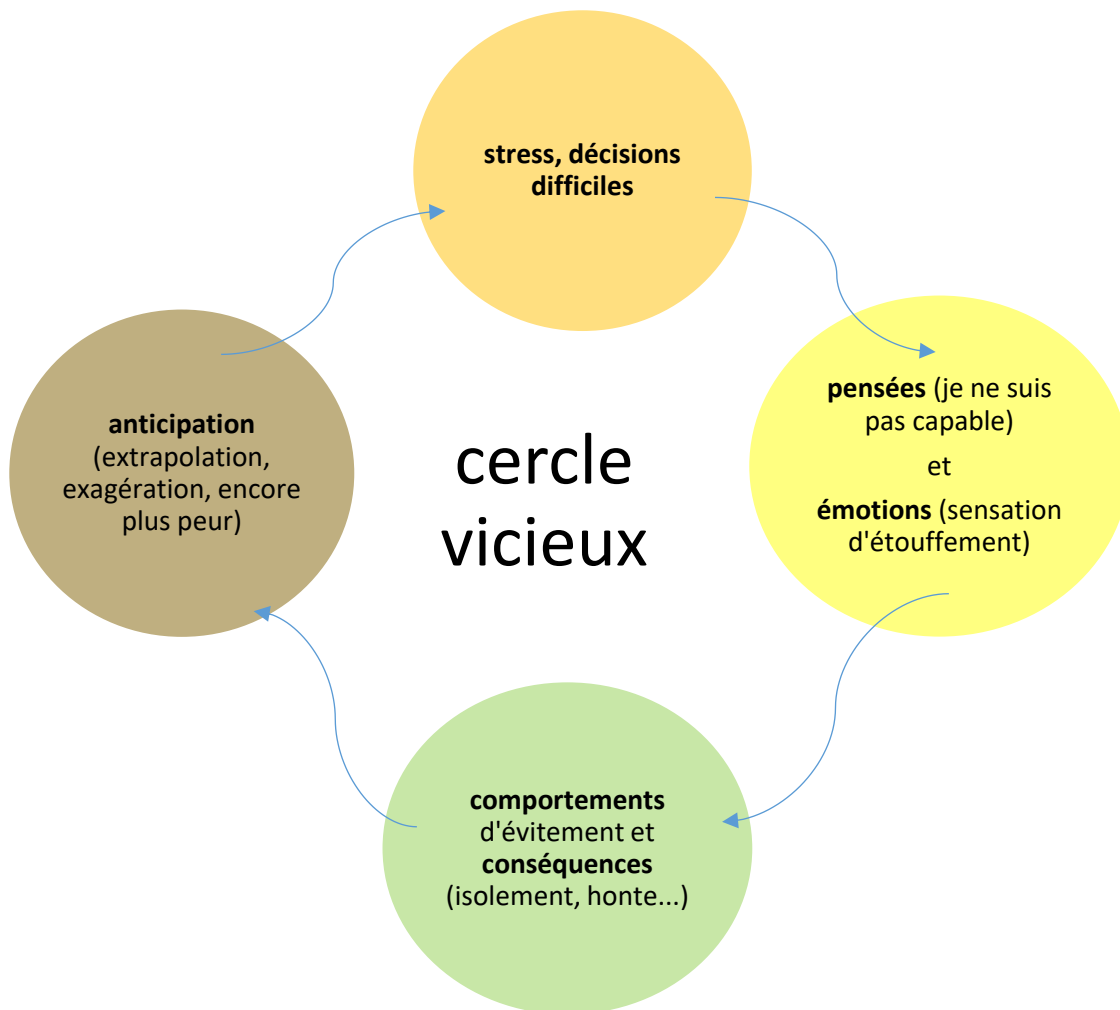 stress, décisions
difficiles
pensées (je ne suis
pas capable)
et
émotions (sensation
d'étouffement)
anticipation
(extrapolation,
exagération, encore
plus peur)
cercle
vicieux
comportements
d'évitement et
conséquences
(isolement, honte...)